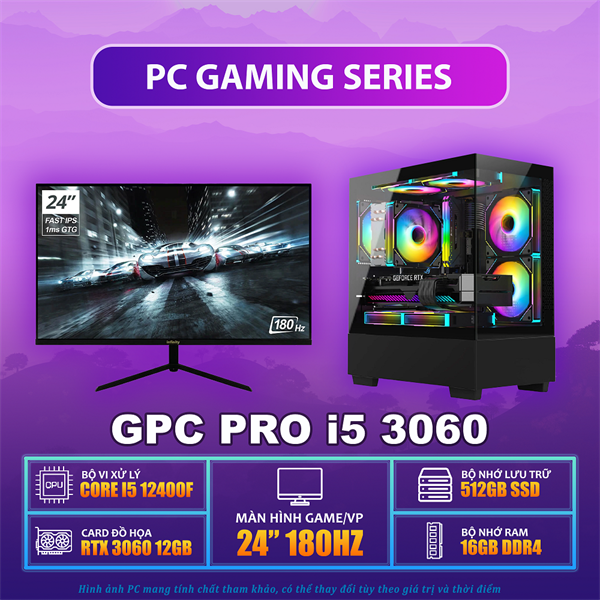 PC GAMING SERIES
24”
FAST IPS
1ms GTG
180 Hz
Infinity
GEFORCE RTX
GPC PRO i5 3060
CPU
BỘ VI XỬ LÝ
CORE I5 12400F
CARD ĐỒ HỌA
RTX 3060 12GB
MÀN HÌNH GAME/VP
24” 180HZ
BỘ NHỚ LƯU TRỮ
512GB SSD
BỘ NHỚ RAM
16GB DDR4
Hình ảnh PC mang tính chất tham khảo, có thể thay đổi tùy theo giá trị và thời điểm